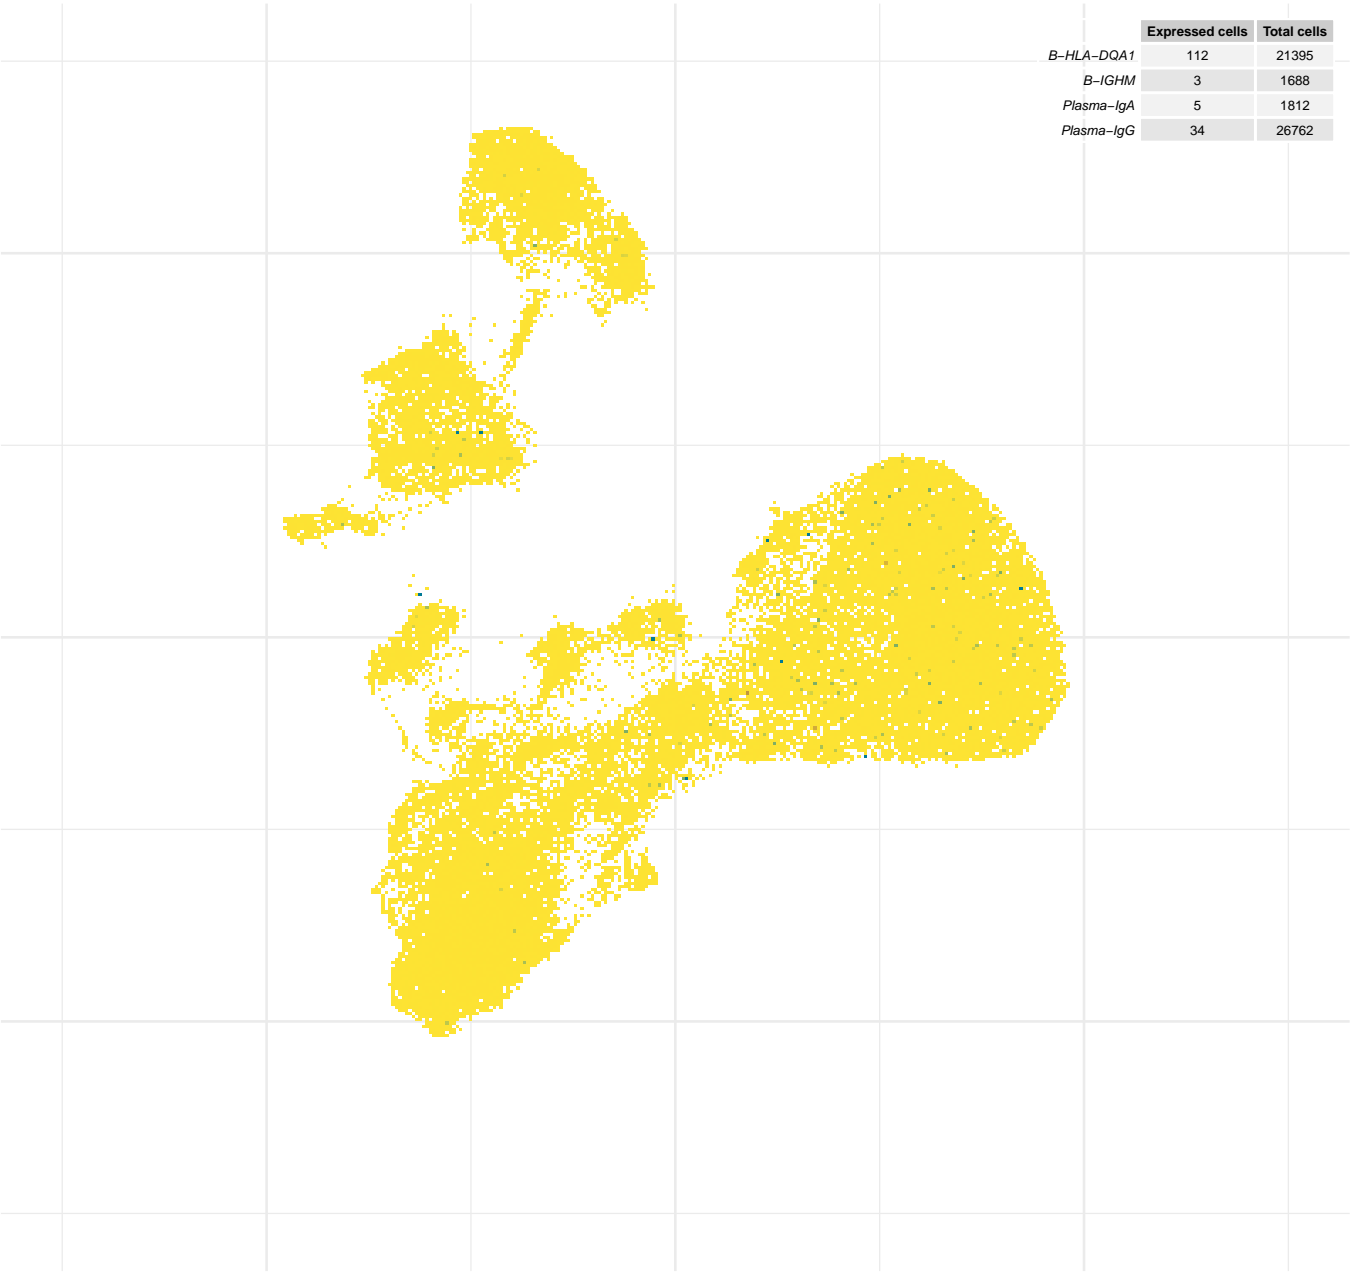 Expressed cells Total cells
B−HLA−DQA1 112 21395
B−IGHM 3 1688
Plasma−IgA 5 1812
Plasma−IgG 34 26762